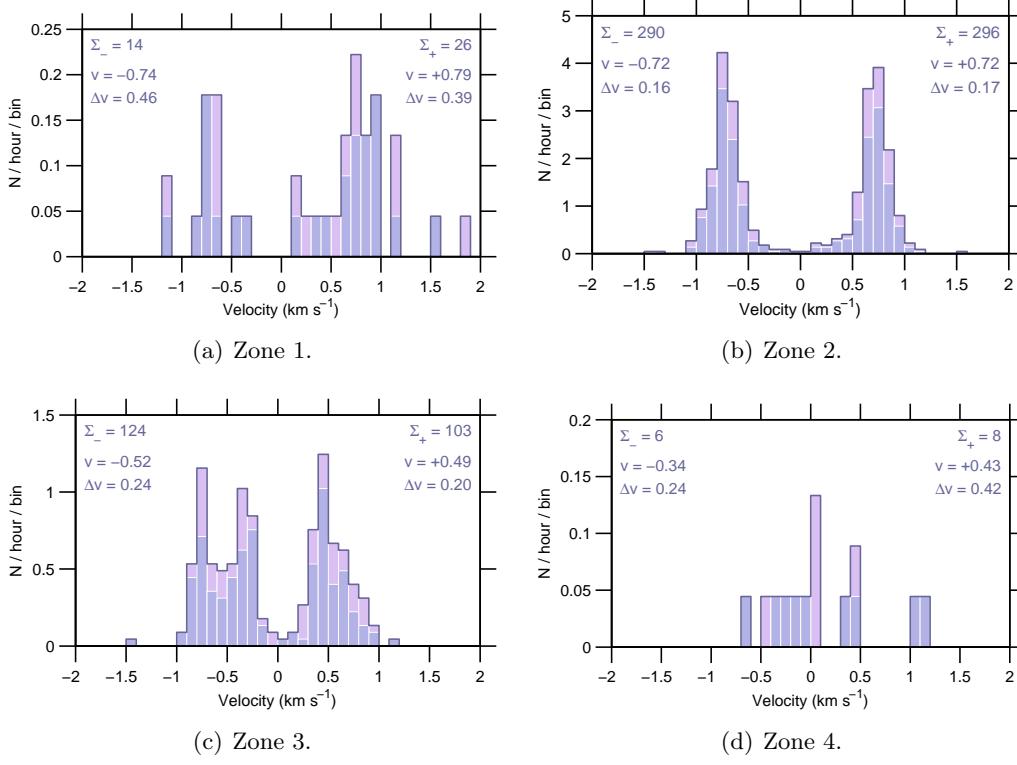 −2 −1.5 −1 −0.5 0 0.5 1 1.5 2
0 0.05 0.1 0.15 0.2 0.25
N / hour / bin
Velocity (km s⁻¹)
Σ₋ = 14
v = −0.74
Δv = 0.46
Σ₊ = 26
v = +0.79
Δv = 0.39
(a) Zone 1.
−2 −1.5 −1 −0.5 0 0.5 1 1.5 2
0 1 2 3 4 5
N / hour / bin
Velocity (km s⁻¹)
Σ₋ = 290
v = −0.72
Δv = 0.16
Σ₊ = 296
v = +0.72
Δv = 0.17
(b) Zone 2.
−2 −1.5 −1 −0.5 0 0.5 1 1.5 2
0 0.5 1 1.5
N / hour / bin
Velocity (km s⁻¹)
Σ₋ = 124
v = −0.52
Δv = 0.24
Σ₊ = 103
v = +0.49
Δv = 0.20
(c) Zone 3.
−2 −1.5 −1 −0.5 0 0.5 1 1.5 2
0 0.05 0.1 0.15 0.2
N / hour / bin
Velocity (km s⁻¹)
Σ₋ = 6
v = −0.34
Δv = 0.24
Σ₊ = 8
v = +0.43
Δv = 0.42
(d) Zone 4.